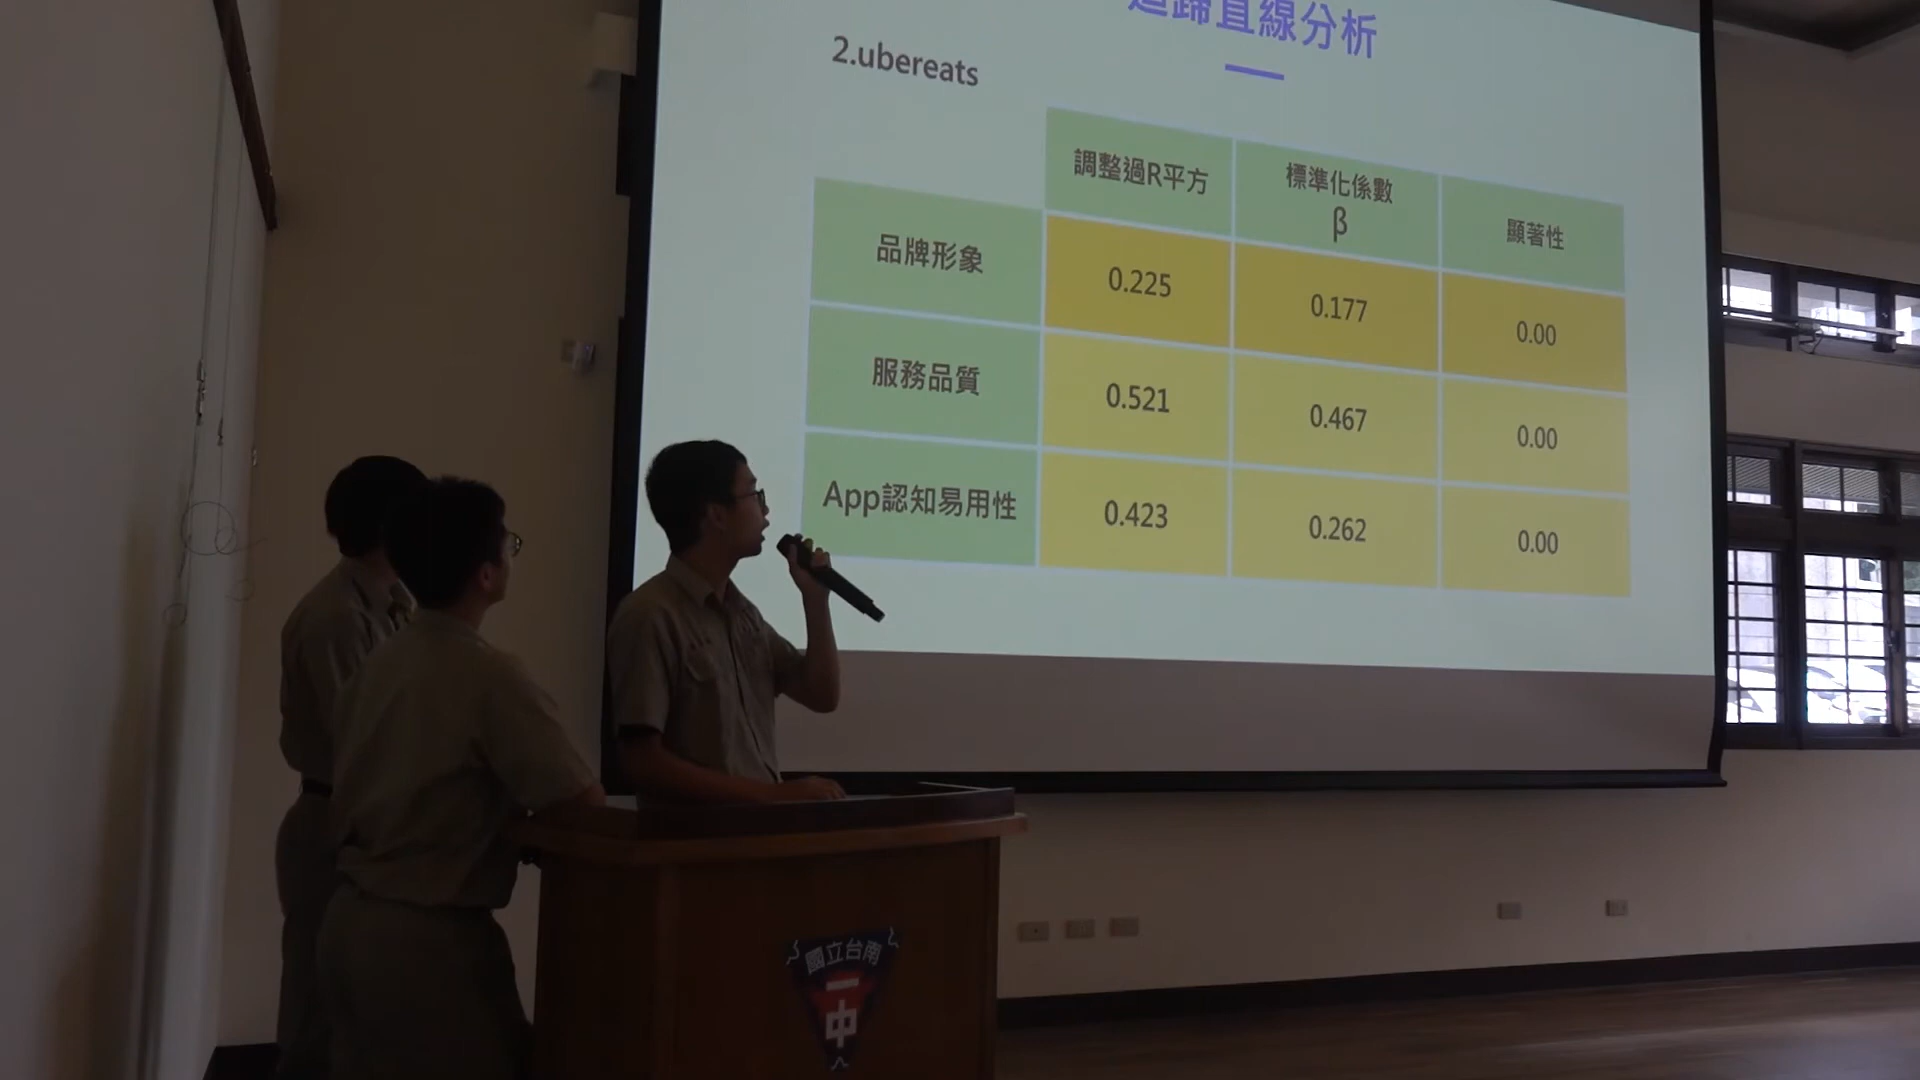 迴歸直線分析
2.ubereats
調整過R平方
標準化係數
β
顯著性
品牌形象
0.225
0.177
0.00
服務品質
0.521
0.467
0.00
App認知易用性
0.423
0.262
0.00
國立台南
一中